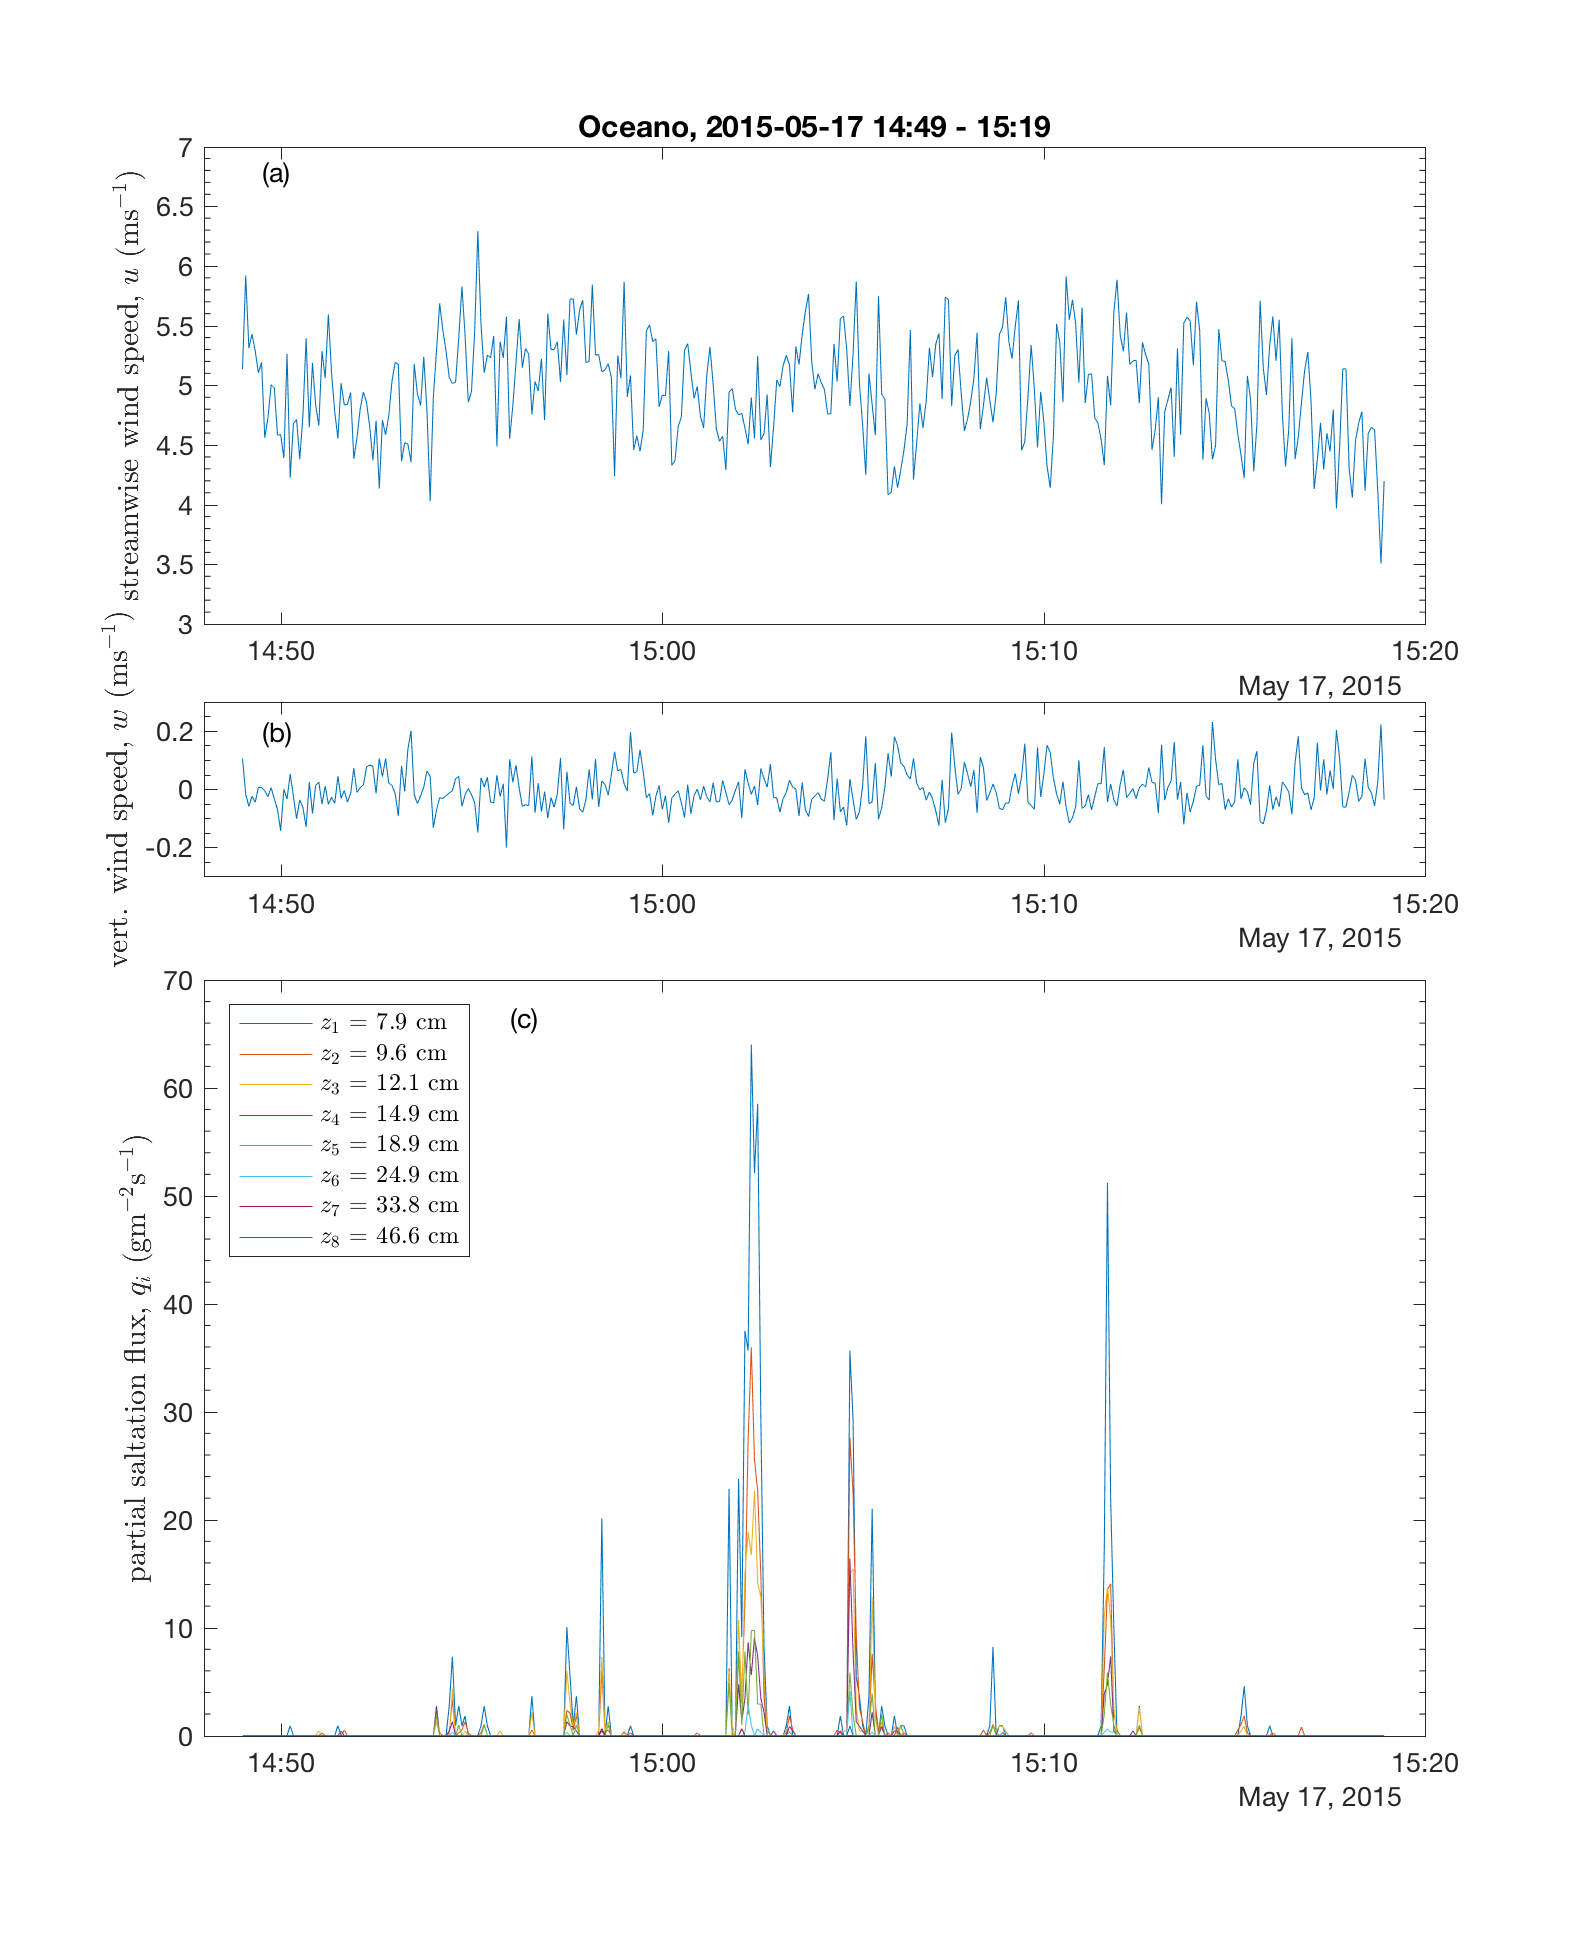 Oceano, 2015-05-17 14:49 - 15:19
(a)
streamwise wind speed, u (ms⁻¹)
7
6.5
6
5.5
5
4.5
4
3.5
3
14:50 15:00 15:10 15:20
May 17, 2015
(b)
vert. wind speed, w (ms⁻¹)
0.2
0
-0.2
14:50 15:00 15:10 15:20
May 17, 2015
(c)
partial saltation flux, qᵢ (gm⁻²s⁻¹)
70
60
50
40
30
20
10
0
z₁ = 7.9 cm
z₂ = 9.6 cm
z₃ = 12.1 cm
z₄ = 14.9 cm
z₅ = 18.9 cm
z₆ = 24.9 cm
z₇ = 33.8 cm
z₈ = 46.6 cm
14:50 15:00 15:10 15:20
May 17, 2015